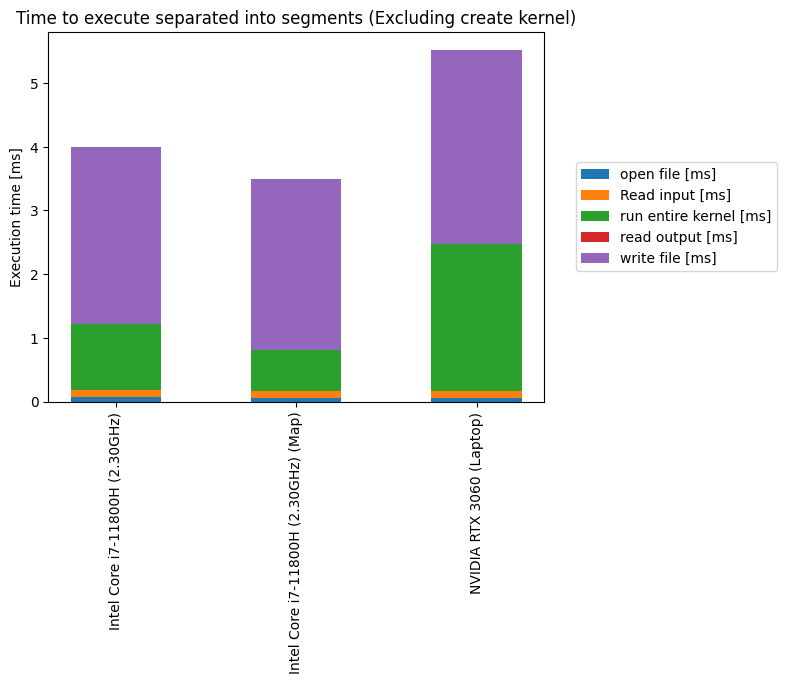 Time to execute separated into segments (Excluding create kernel)
Execution time [ms]
5
4
3
2
1
0
Intel Core i7-11800H (2.30GHz)
Intel Core i7-11800H (2.30GHz) (Map)
NVIDIA RTX 3060 (Laptop)
open file [ms]
Read input [ms]
run entire kernel [ms]
read output [ms]
write file [ms]